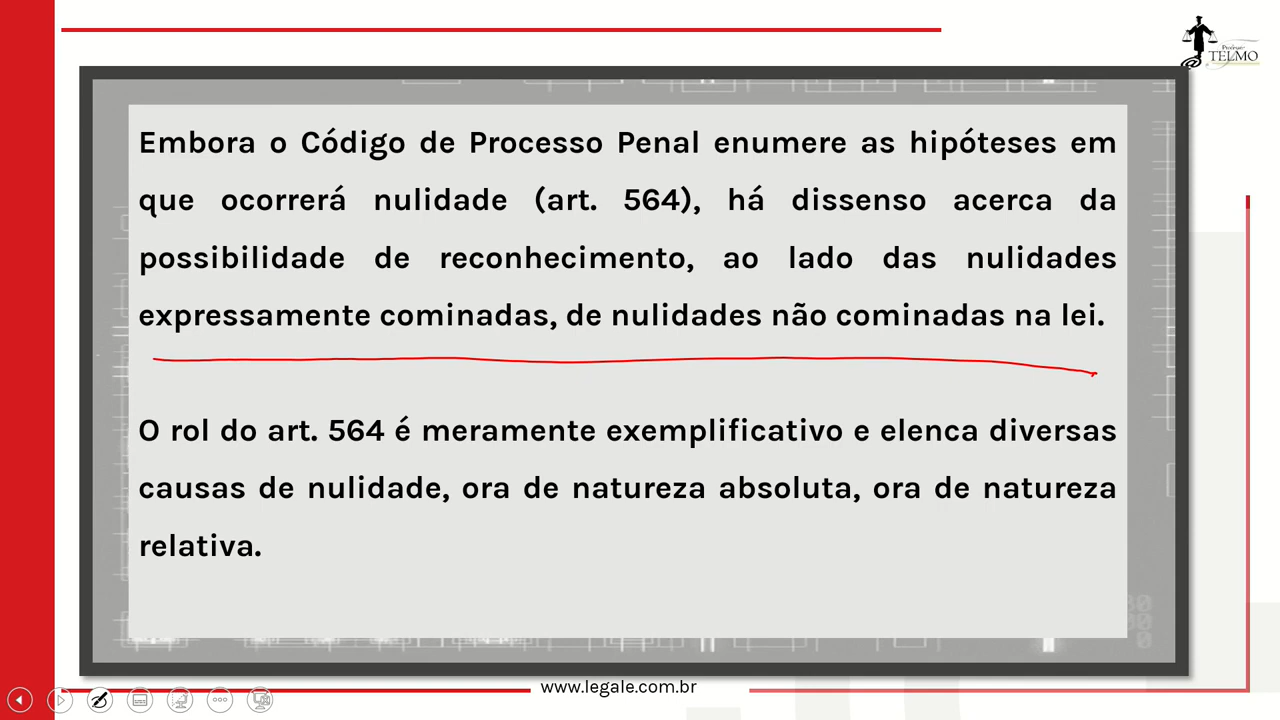 Professor
TELMO
Embora o Código de Processo Penal enumere as hipóteses em
que ocorrerá nulidade (art. 564), há dissenso acerca da
possibilidade de reconhecimento, ao lado das nulidades
expressamente cominadas, de nulidades não cominadas na lei.
O rol do art. 564 é meramente exemplificativo e elenca diversas
causas de nulidade, ora de natureza absoluta, ora de natureza
relativa.
www.legale.com.br